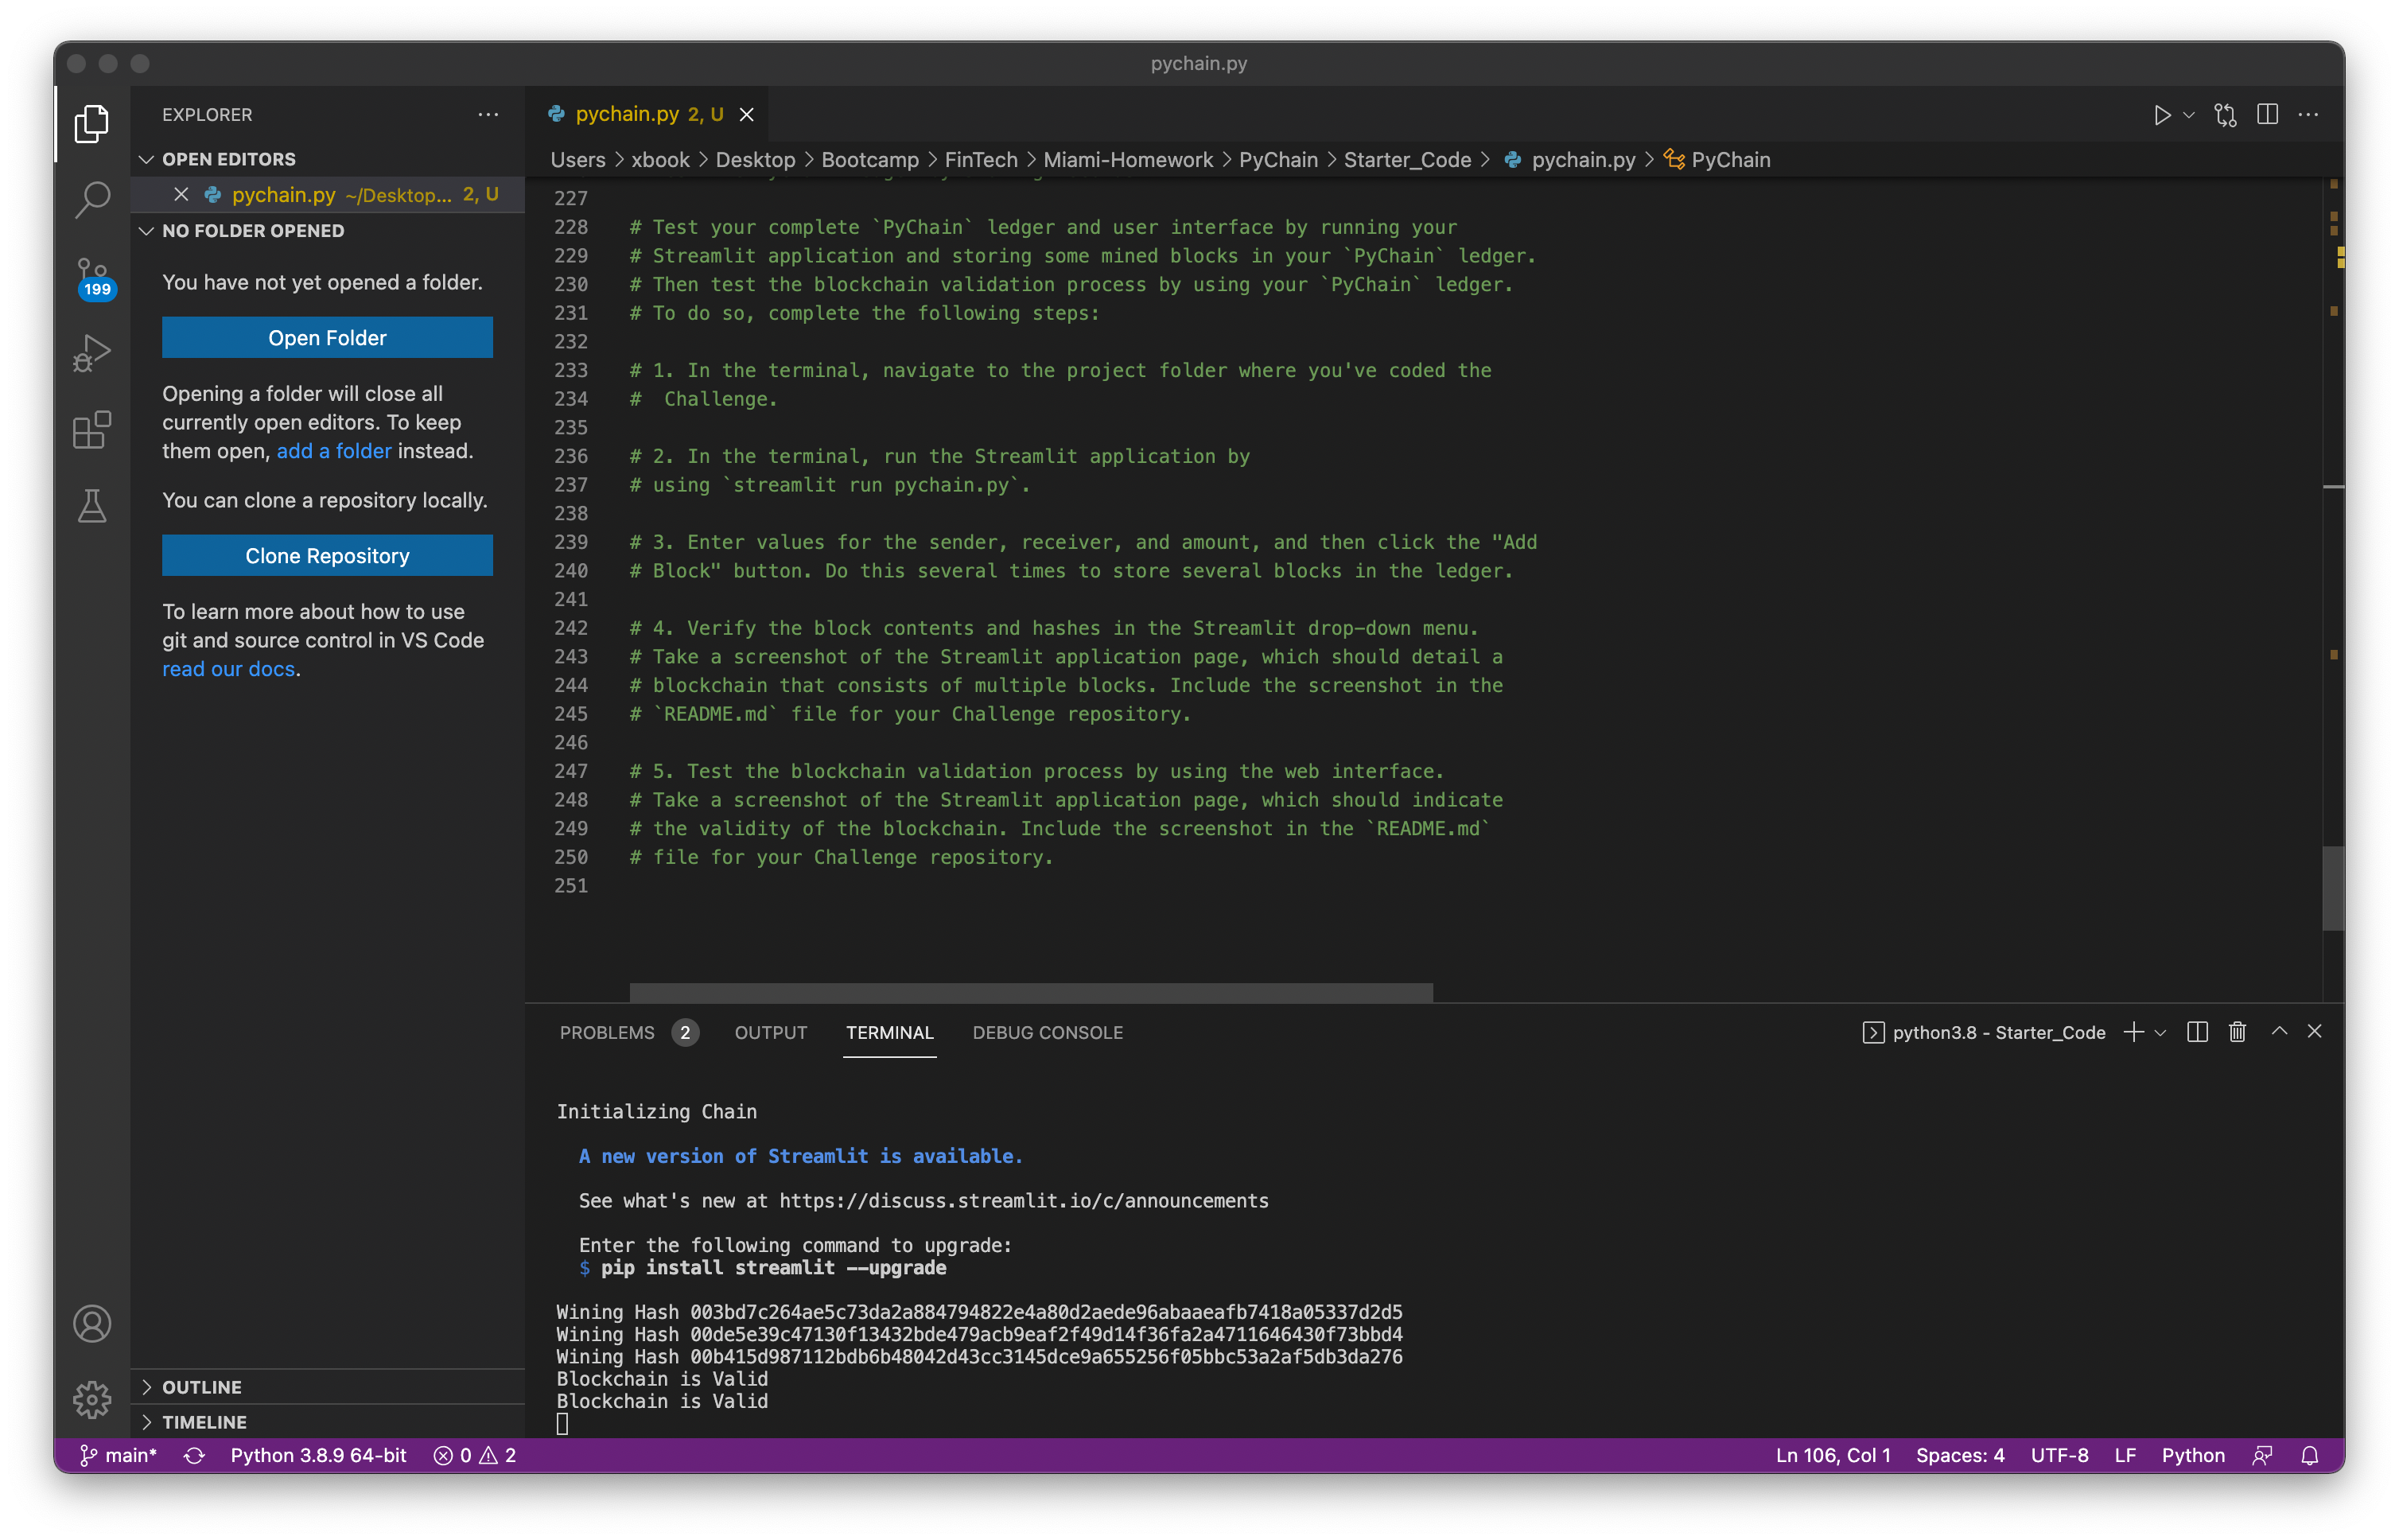 pychain.py
EXPLORER
OPEN EDITORS
pychain.py ~/Desktop... 2, U
NO FOLDER OPENED
You have not yet opened a folder.
Open Folder
Opening a folder will close all
currently open editors. To keep
them open, add a folder instead.
You can clone a repository locally.
Clone Repository
To learn more about how to use
git and source control in VS Code
read our docs.
199
OUTLINE
TIMELINE
pychain.py 2, U
Users > xbook > Desktop > Bootcamp > FinTech > Miami-Homework > PyChain > Starter_Code > pychain.py > PyChain
227
228 # Test your complete `PyChain` ledger and user interface by running your
229 # Streamlit application and storing some mined blocks in your `PyChain` ledger.
230 # Then test the blockchain validation process by using your `PyChain` ledger.
231 # To do so, complete the following steps:
232
233 # 1. In the terminal, navigate to the project folder where you've coded the
234 #  Challenge.
235
236 # 2. In the terminal, run the Streamlit application by
237 # using `streamlit run pychain.py`.
238
239 # 3. Enter values for the sender, receiver, and amount, and then click the "Add
240 # Block" button. Do this several times to store several blocks in the ledger.
241
242 # 4. Verify the block contents and hashes in the Streamlit drop-down menu.
243 # Take a screenshot of the Streamlit application page, which should detail a
244 # blockchain that consists of multiple blocks. Include the screenshot in the
245 # `README.md` file for your Challenge repository.
246
247 # 5. Test the blockchain validation process by using the web interface.
248 # Take a screenshot of the Streamlit application page, which should indicate
249 # the validity of the blockchain. Include the screenshot in the `README.md`
250 # file for your Challenge repository.
251
PROBLEMS 2 OUTPUT TERMINAL DEBUG CONSOLE
python3.8 - Starter_Code
Initializing Chain
A new version of Streamlit is available.
See what's new at https://discuss.streamlit.io/c/announcements
Enter the following command to upgrade:
$ pip install streamlit --upgrade
Wining Hash 003bd7c264ae5c73da2a884794822e4a80d2aede96abaaeafb7418a05337d2d5
Wining Hash 00de5e39c47130f13432bde479acb9eaf2f49d14f36fa2a4711646430f73bbd4
Wining Hash 00b415d987112bdb6b48042d43cc3145dce9a655256f05bbc53a2af5db3da276
Blockchain is Valid
Blockchain is Valid
main* Python 3.8.9 64-bit 0 2 Ln 106, Col 1 Spaces: 4 UTF-8 LF Python